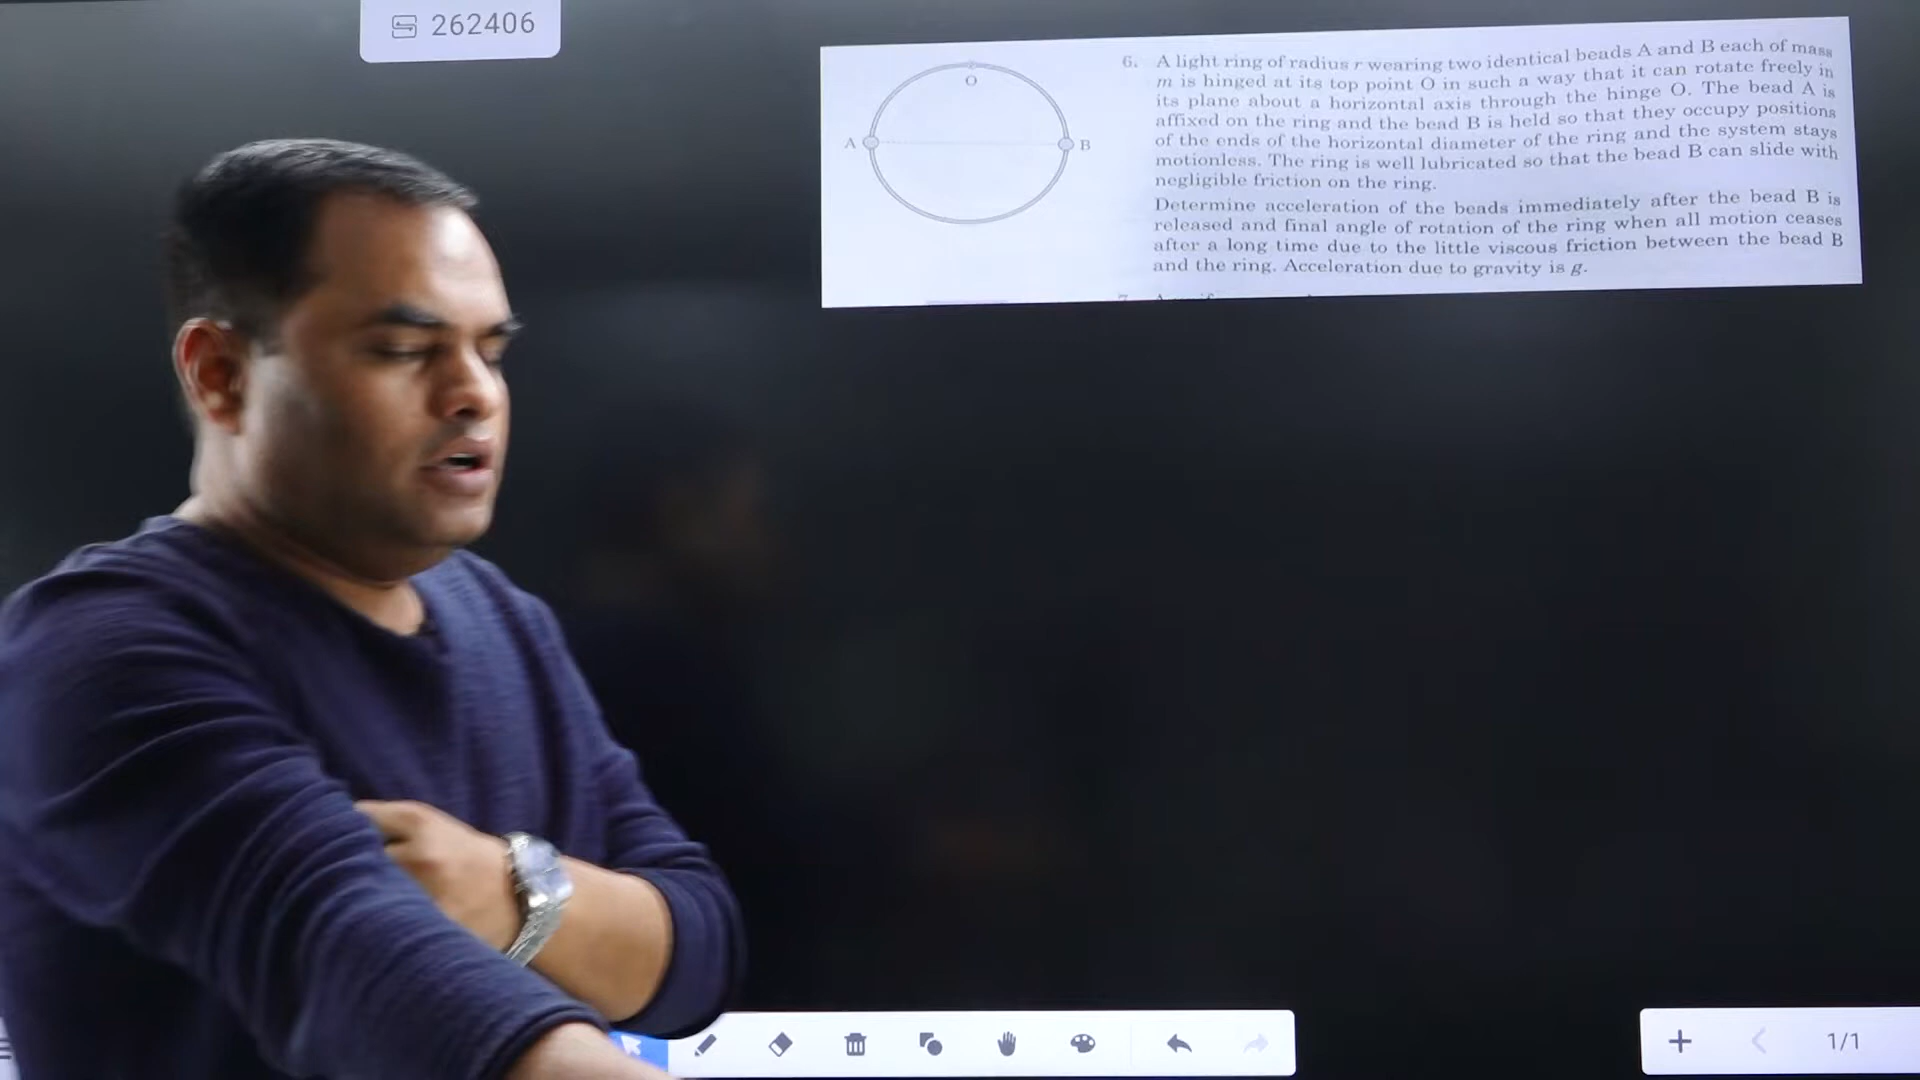 262406
O
A
B
6. A light ring of radius r wearing two identical beads A and B each of mass
m is hinged at its top point O in such a way that it can rotate freely in
its plane about a horizontal axis through the hinge O. The bead A is
affixed on the ring and the bead B is held so that they occupy positions
of the ends of the horizontal diameter of the ring and the system stays
motionless. The ring is well lubricated so that the bead B can slide with
negligible friction on the ring.
Determine acceleration of the beads immediately after the bead B is
released and final angle of rotation of the ring when all motion ceases
after a long time due to the little viscous friction between the bead B
and the ring. Acceleration due to gravity is g.
1/1